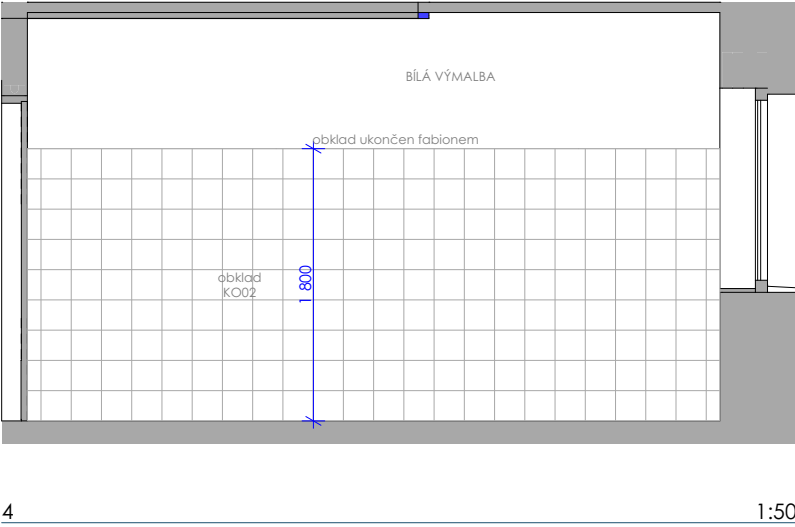 BÍLÁ VÝMALBA
obklad ukončen fabionem
obklad
KO02
1 800
4
1:50